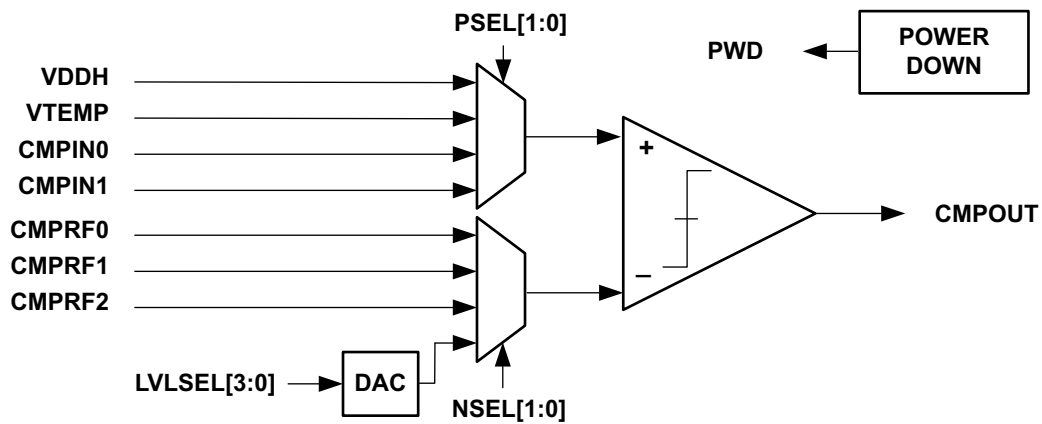 PSEL[1:0]
PWD
POWER
DOWN
VDDH
VTEMP
CMPIN0
CMPIN1
CMPRF0
CMPRF1
CMPRF2
+
−
CMPOUT
LVLSEL[3:0]
DAC
NSEL[1:0]